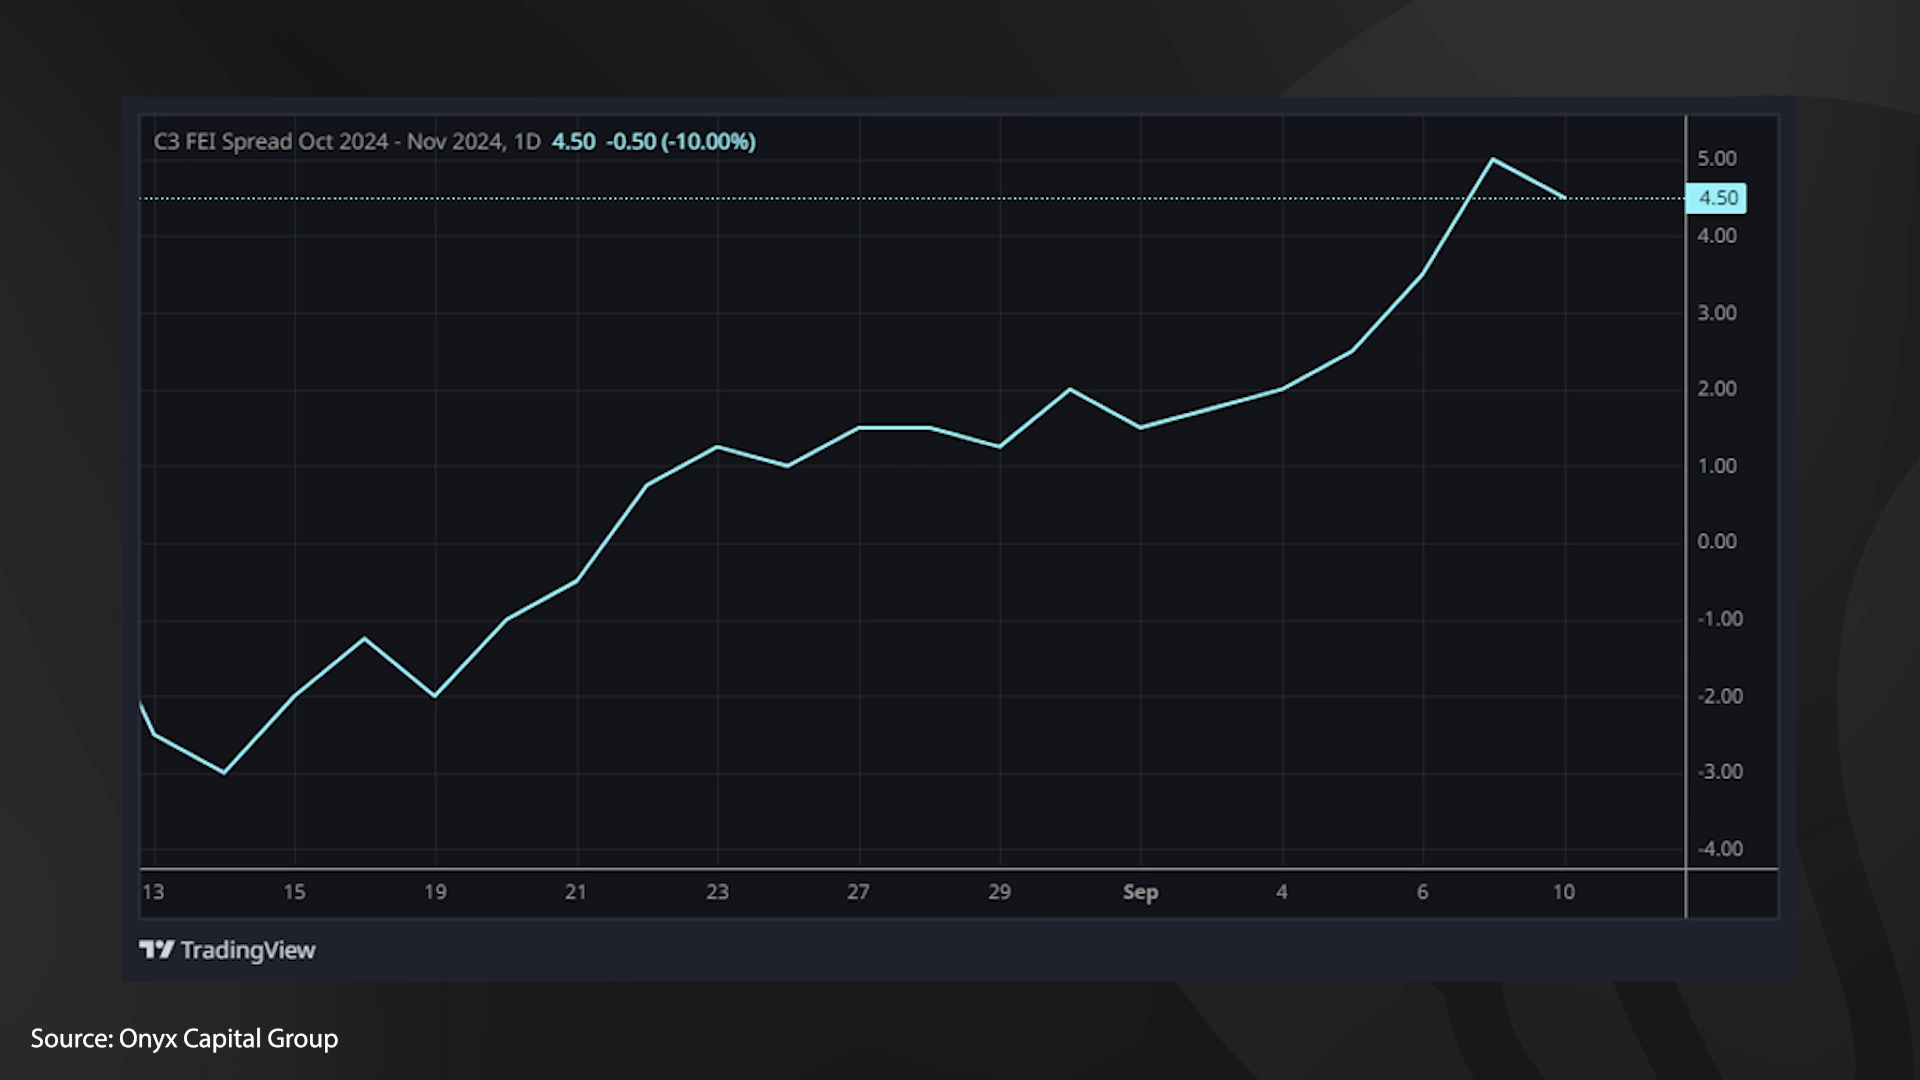 C3 FEI Spread Oct 2024 - Nov 2024, 1D 4.50 -0.50 (-10.00%)
5.00
4.50
4.00
3.00
2.00
1.00
0.00
-1.00
-2.00
-3.00
-4.00
13 15 19 21 23 27 29 Sep 4 6 10
TradingView
Source: Onyx Capital Group